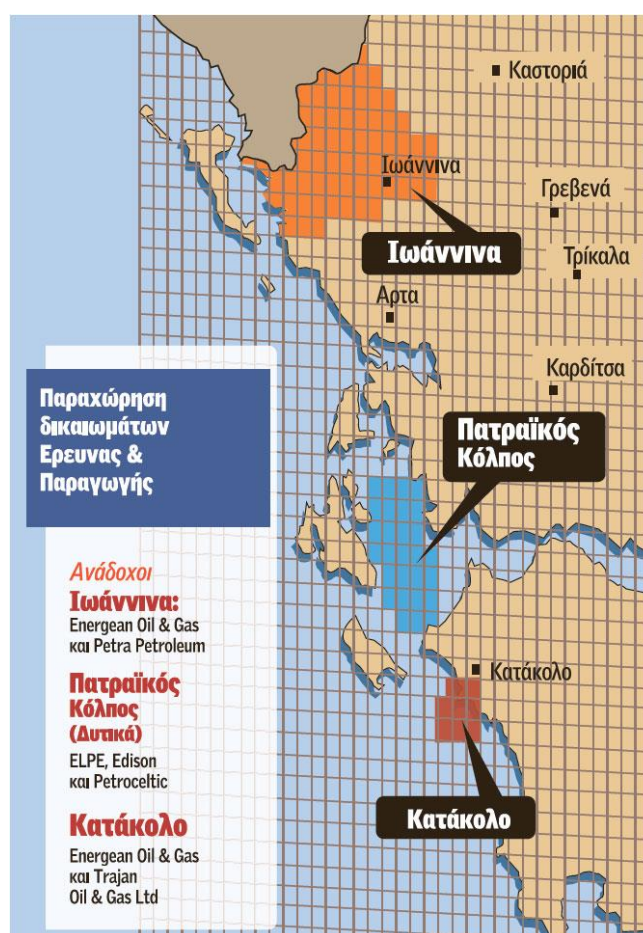 Καστοριά
Ιωάννινα
Γρεβενά
Ιωάννινα
Τρίκαλα
Αρτα
Καρδίτσα
Παραχώρηση
δικαιωμάτων
Ερευνας &
Παραγωγής
Πατραϊκός
Κόλπος
Ανάδοχοι
Ιωάννινα:
Energean Oil & Gas
και Petra Petroleum
Πατραϊκός
Κόλπος
(Δυτικά)
ELPE, Edison
και Petroceltic
Κατάκολο
Energean Oil & Gas
και Trajan
Oil & Gas Ltd
Κατάκολο
Κατάκολο